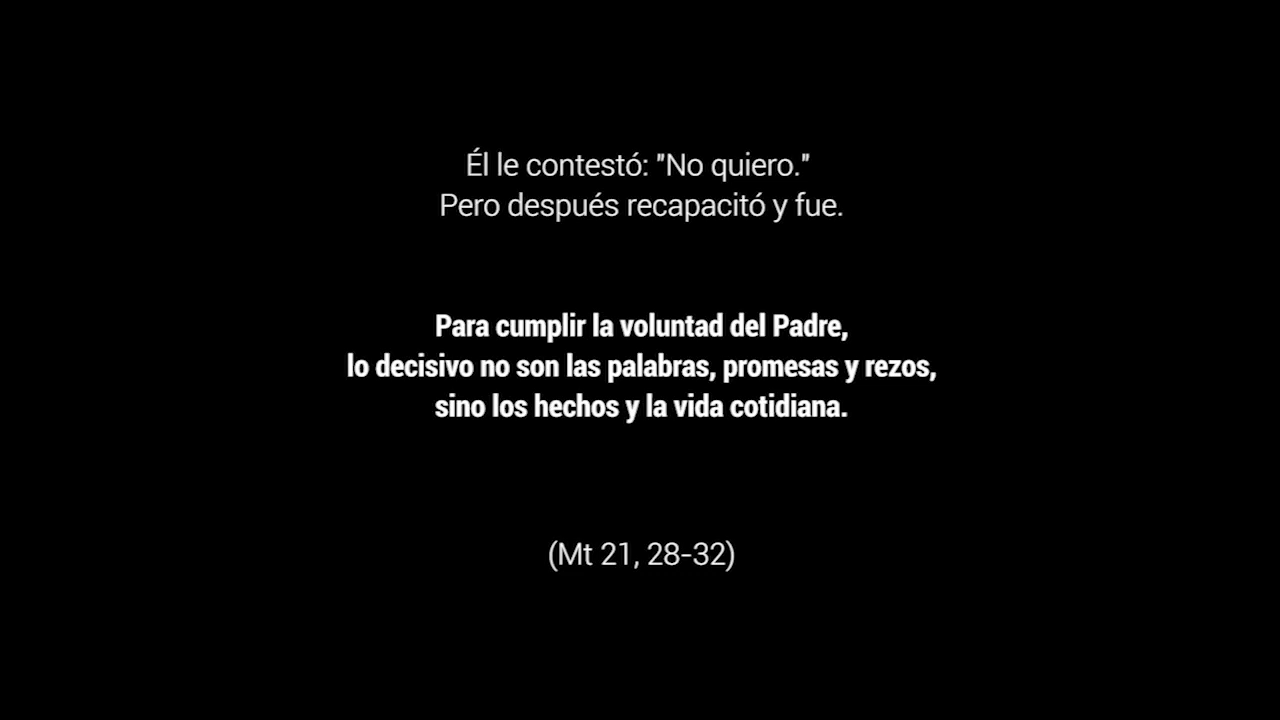 Él le contestó: "No quiero."
Pero después recapacitó y fue.
Para cumplir la voluntad del Padre,
lo decisivo no son las palabras, promesas y rezos,
sino los hechos y la vida cotidiana.
(Mt 21, 28-32)